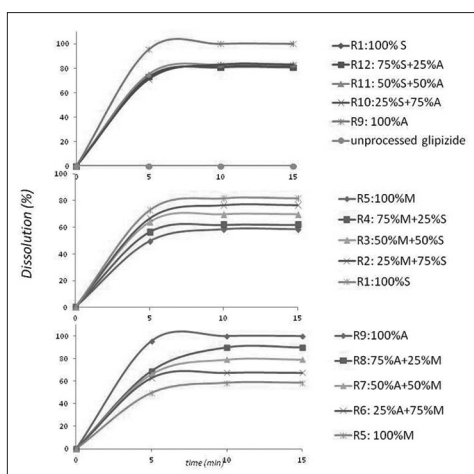 100
80
60
40
20
0
0
5
10
15
R1:100% S
R12: 75%S+25%A
R11: 50%S+50%A
R10:25%S+75%A
R9: 100%A
unprocessed glipizide
Dissolution (%)
100
80
60
40
20
0
0
5
10
15
R5:100%M
R4: 75%M+25%S
R3:50%M+50%S
R2: 25%M+75%S
R1:100%S
100
80
60
40
20
0
0
5
10
15
time (min)
R9:100%A
R8:75%A+25%M
R7:50%A+50%M
R6: 25%A+75%M
R5: 100%M